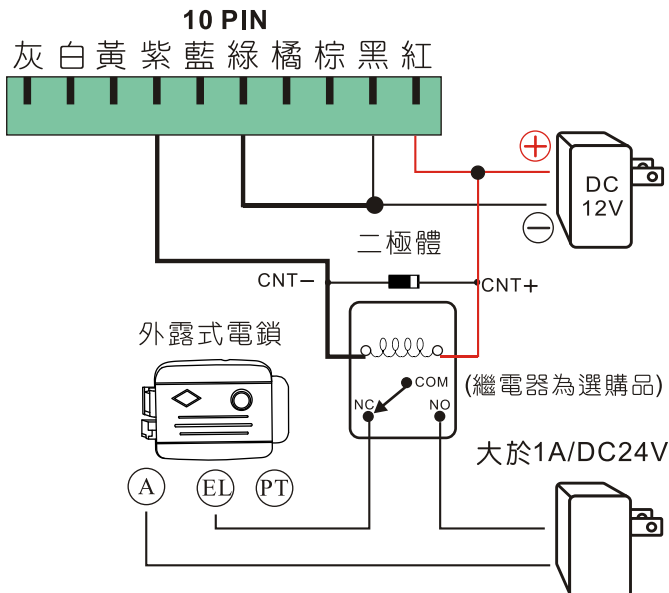 10 PIN
灰 白 黃 紫 藍 綠 橘 棕 黑 紅
+
DC
12V
−
二極體
CNT−
CNT+
外露式電鎖
COM
(繼電器為選購品)
NC
NO
大於1A/DC24V
A
EL
PT